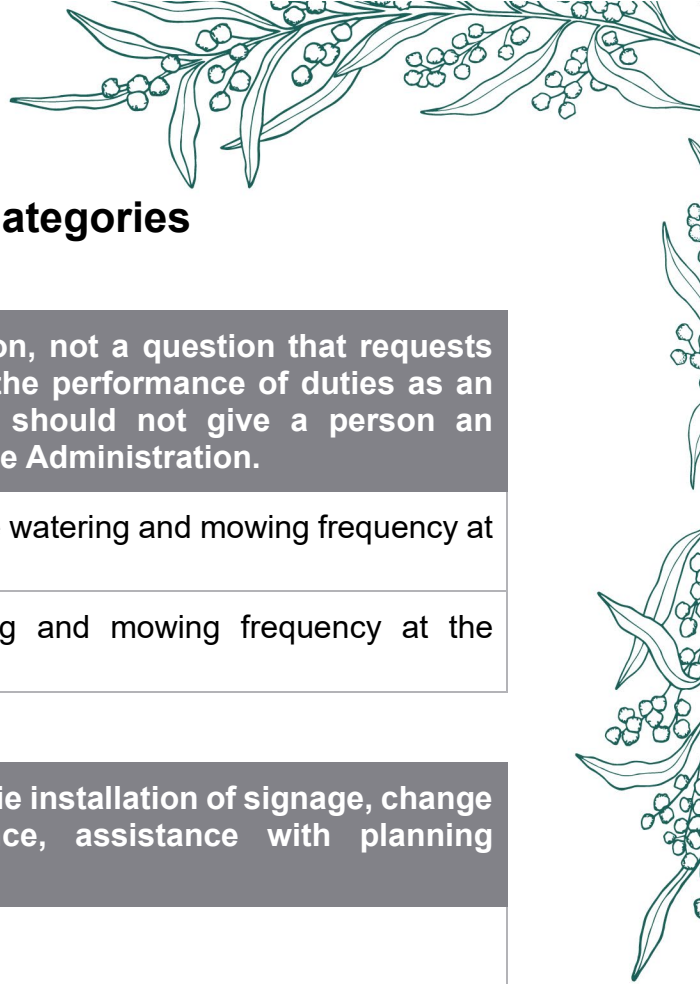 ategories
on, not a question that requests
the performance of duties as an
should not give a person an
e Administration.
watering and mowing frequency at
g and mowing frequency at the
ie installation of signage, change
ce, assistance with planning